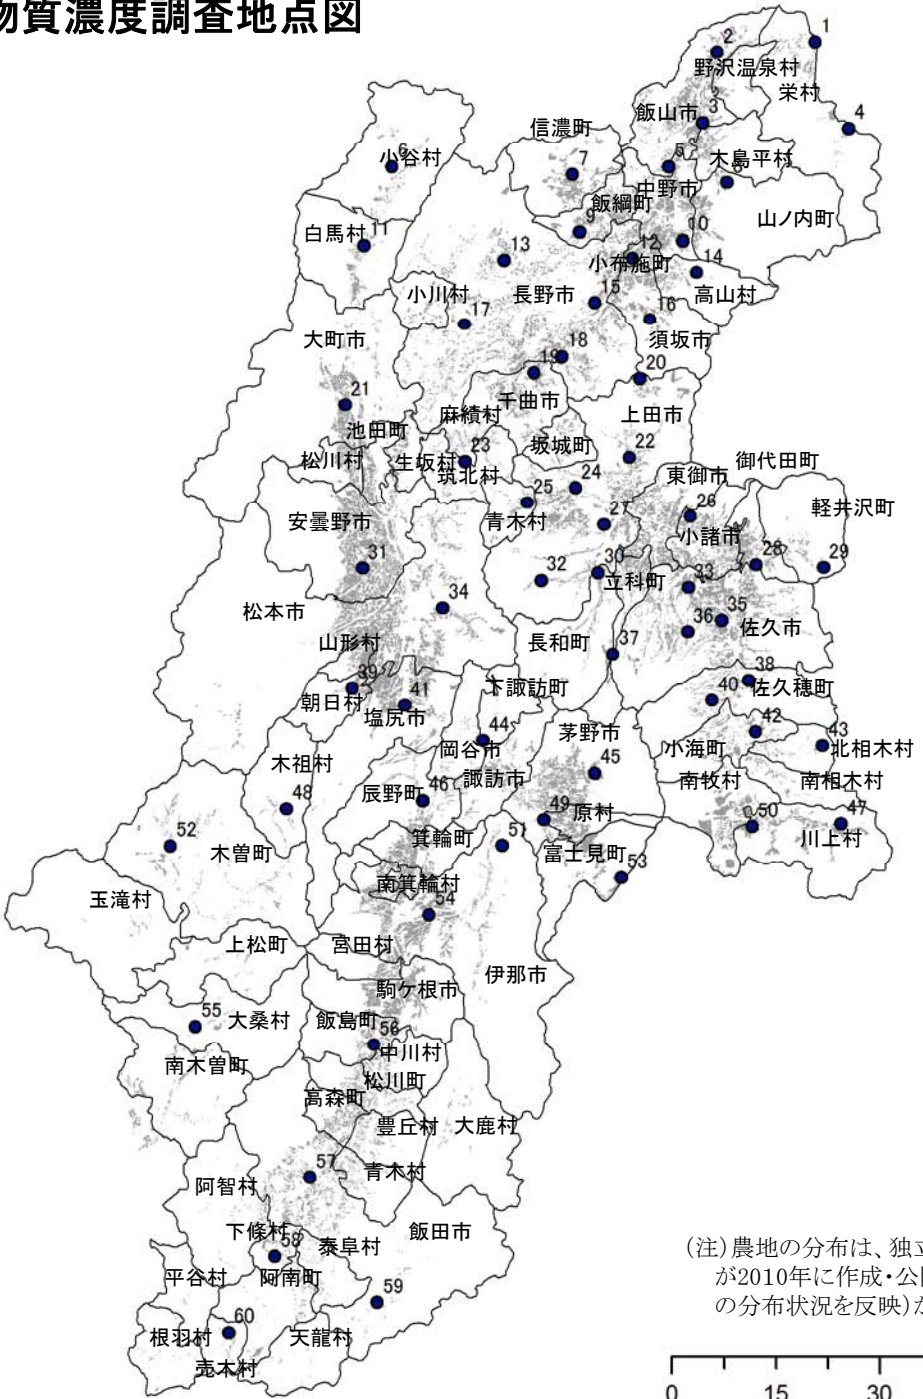 物質濃度調査地点図
1
2
野沢温泉村
栄村
飯山市
3
4
信濃町
小谷村
6
7
5
木島平村
8
中野市
飯綱町
山ノ内町
白馬村
11
9
10
13
12
小布施町
14
高山村
小川村
長野市
15
17
16
須坂市
大町市
18
19
20
千曲市
21
麻績村
上田市
池田町
坂城町
22
松川村
生坂村
23
筑北村
24
東御市
御代田町
25
青木村
26
軽井沢町
安曇野市
27
小諸市
31
32
30
立科町
28
29
33
松本市
34
36
35
佐久市
山形村
長和町
37
39
朝日村
41
塩尻市
下諏訪町
38
40
佐久穂町
44
岡谷市
茅野市
42
43
小海町
北相木村
木祖村
45
諏訪市
南牧村
南相木村
辰野町
46
48
49
原村
50
47
川上村
52
木曽町
箕輪町
51
富士見町
53
南箕輪村
54
玉滝村
上松町
宮田村
伊那市
駒ケ根市
55
大桑村
飯島町
56
中川村
南木曽町
松川町
高森町
豊丘村
大鹿村
57
青木村
阿智村
下條村
58
泰阜村
飯田市
平谷村
阿南町
59
60
根羽村
天龍村
売木村
(注)農地の分布は、独立
が2010年に作成・公開
の分布状況を反映)か
0
15
30